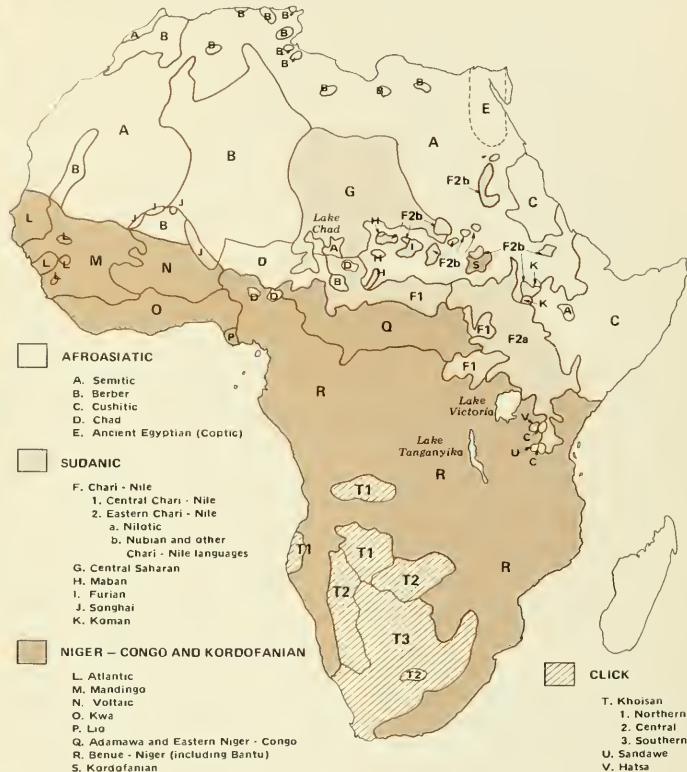 B
B
B
A
B
B
B
B
B
B
B
B
E
A
B
A
B
G
F2b
C
L
J
J
J
B
J
Lake
Chad
H
F2b
A
I
F2b
F2b
K
L
M
N
D
D
H
B
H
S
K
A
C
L
L
L
O
D
D
P
F1
Q
F1
F2a
F1
R
Lake
Victoria
V
C
U
C
Lake
Tanganyika
R
T1
T1
T1
T2
T2
R
T3
T2
AFROASIATIC
A. Semitic
B. Berber
C. Cushitic
D. Chad
E. Ancient Egyptian (Coptic)
SUDANIC
F. Chari - Nile
1. Central Chari - Nile
2. Eastern Chari - Nile
a. Nilotic
b. Nubian and other
Chari - Nile languages
G. Central Saharan
H. Maban
I. Furian
J. Songhai
K. Koman
NIGER – CONGO AND KORDOFANIAN
L. Atlantic
M. Mandingo
N. Voltaic
O. Kwa
P. Lio
Q. Adamawa and Eastern Niger - Congo
R. Benue - Niger (including Bantu)
S. Kordofanian
CLICK
T. Khoisan
1. Northern
2. Central
3. Southern
U. Sandawe
V. Hatsa